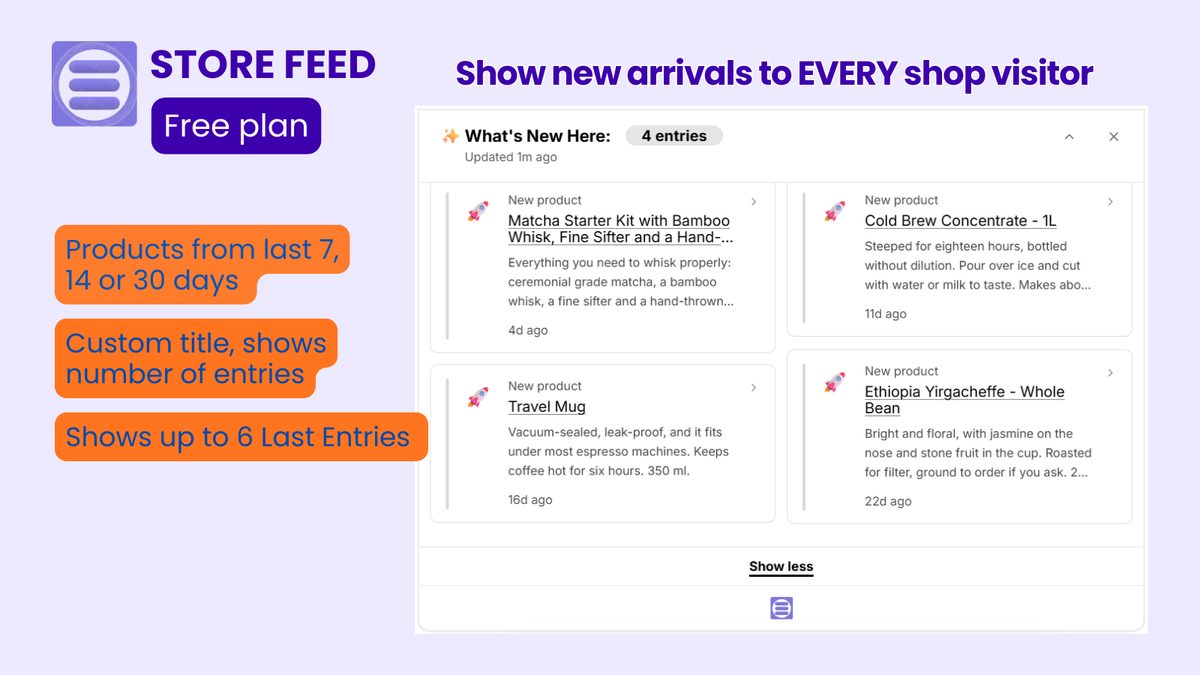 STORE FEED
Free plan
Show new arrivals to EVERY shop visitor
Products from last 7,
14 or 30 days
Custom title, shows
number of entries
Shows up to 6 Last Entries
✨ What's New Here: 4 entries
Updated 1m ago
New product
Matcha Starter Kit with Bamboo
Whisk, Fine Sifter and a Hand-...
Everything you need to whisk properly:
ceremonial grade matcha, a bamboo
whisk, a fine sifter and a hand-thrown...
4d ago
New product
Cold Brew Concentrate - 1L
Steeped for eighteen hours, bottled
without dilution. Pour over ice and cut
with water or milk to taste. Makes abo...
11d ago
New product
Travel Mug
Vacuum-sealed, leak-proof, and it fits
under most espresso machines. Keeps
coffee hot for six hours. 350 ml.
16d ago
New product
Ethiopia Yirgacheffe - Whole
Bean
Bright and floral, with jasmine on the
nose and stone fruit in the cup. Roasted
for filter, ground to order if you ask. 2...
22d ago
Show less